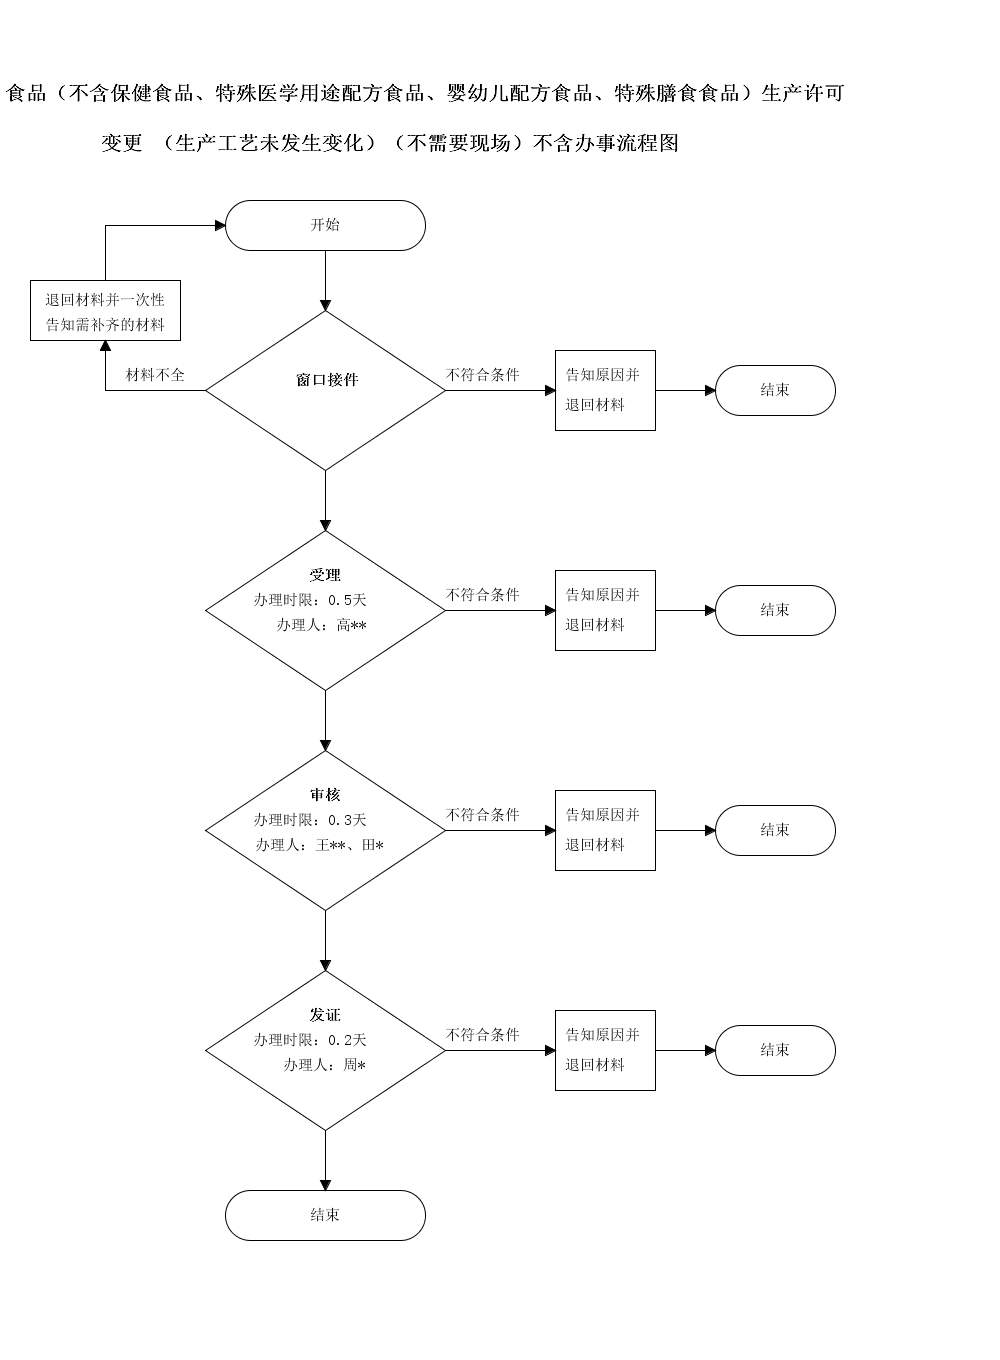 食品（不含保健食品、特殊医学用途配方食品、婴幼儿配方食品、特殊膳食食品）生产许可
变更 （生产工艺未发生变化）（不需要现场）不含办事流程图
开始
退回材料并一次性
告知需补齐的材料
材料不全
窗口接件
不符合条件
告知原因并
退回材料
结束
受理
办理时限：0.5天
办理人：高**
不符合条件
告知原因并
退回材料
结束
审核
办理时限：0.3天
办理人：王**、田*
不符合条件
告知原因并
退回材料
结束
发证
办理时限：0.2天
办理人：周*
不符合条件
告知原因并
退回材料
结束
结束